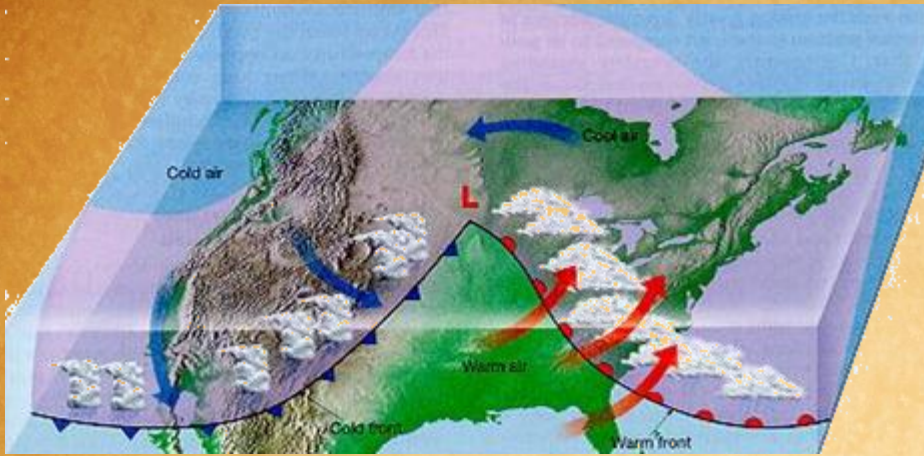 Cool air
Cold air
L
Warm air
Cold front
Warm front